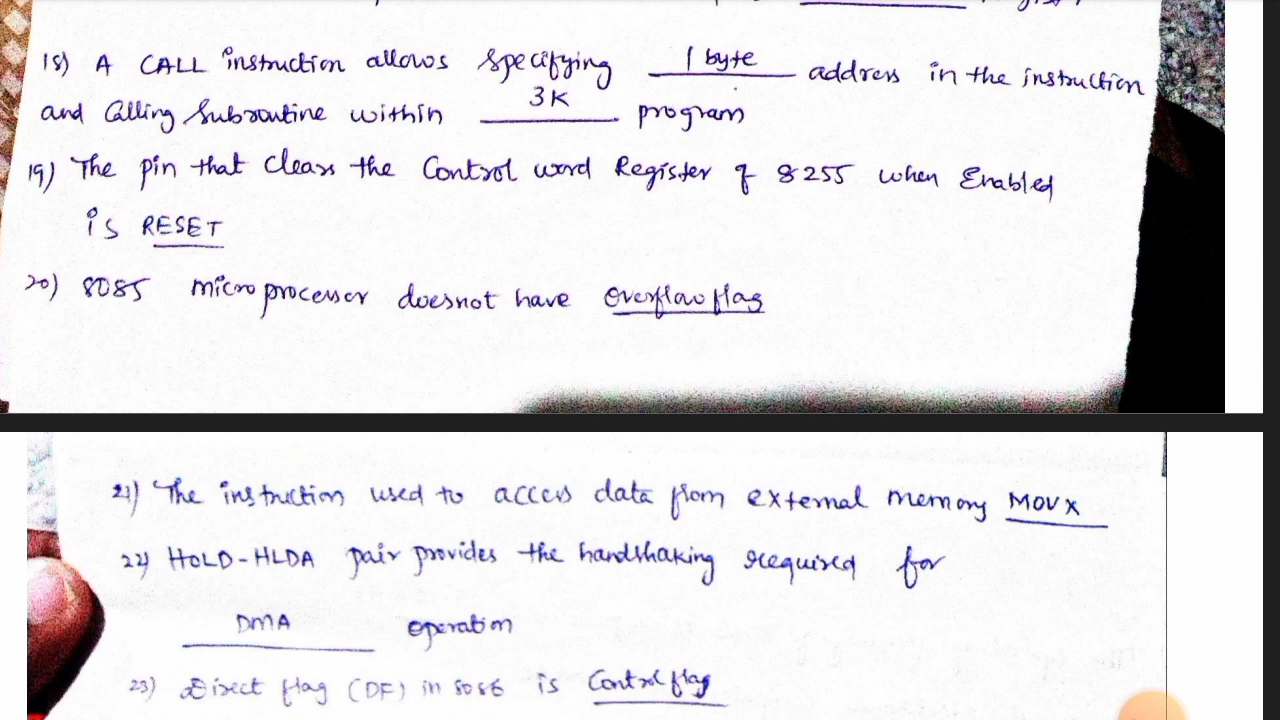 18) A CALL instruction allows specifying 1 byte address in the instruction
and Calling Subroutine within 3K program
19) The pin that clears the Control word Register of 8255 when Enabled
is RESET
20) 8085 microprocessor doesnot have overflow flag
21) The instruction used to access data from external memory MOVX
22) HOLD-HLDA pair provides the handshaking required for
DMA operation
23) Direct flag (DF) in 8086 is Control flag